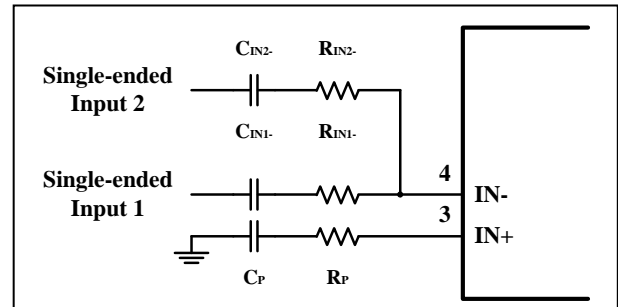 CIN2- RIN2-
Single-ended
Input 2
CIN1- RIN1-
Single-ended
Input 1
4
IN-
3
IN+
CP RP